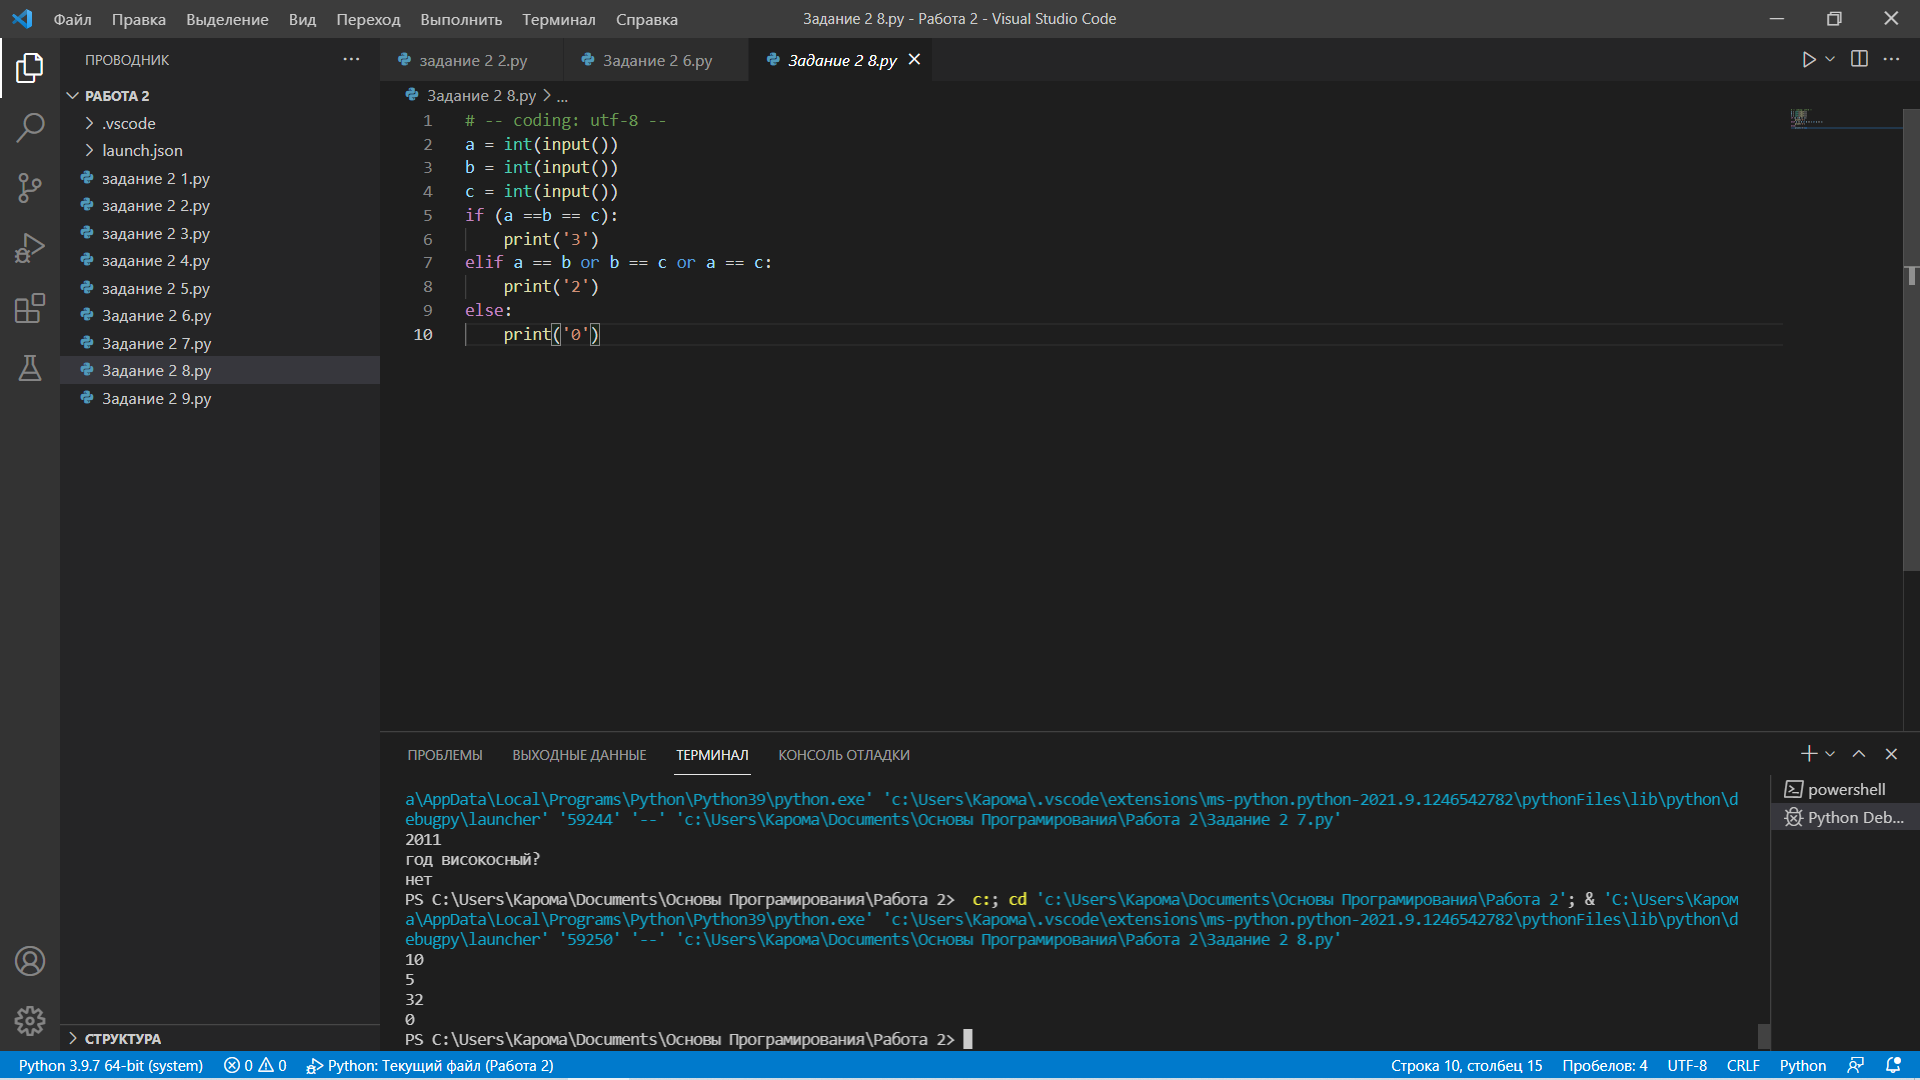 Файл Правка Выделение Вид Переход Выполнить Терминал Справка
Задание 2 8.py - Работа 2 - Visual Studio Code
ПРОВОДНИК
РАБОТА 2
.vscode
launch.json
задание 2 1.py
задание 2 2.py
задание 2 3.py
задание 2 4.py
задание 2 5.py
Задание 2 6.py
Задание 2 7.py
Задание 2 8.py
Задание 2 9.py
СТРУКТУРА
задание 2 2.py
Задание 2 6.py
Задание 2 8.py
Задание 2 8.py > ...
1 # -- coding: utf-8 --
2 a = int(input())
3 b = int(input())
4 c = int(input())
5 if (a ==b == c):
6 print('3')
7 elif a == b or b == c or a == c:
8 print('2')
9 else:
10 print('0')
ПРОБЛЕМЫ ВЫХОДНЫЕ ДАННЫЕ ТЕРМИНАЛ КОНСОЛЬ ОТЛАДКИ
a\AppData\Local\Programs\Python\Python39\python.exe' 'c:\Users\Карома\.vscode\extensions\ms-python.python-2021.9.1246542782\pythonFiles\lib\python\d
ebugpy\launcher' '59244' '--' 'c:\Users\Карома\Documents\Основы Програмирования\Работа 2\Задание 2 7.py'
2011
год високосный?
нет
PS C:\Users\Карома\Documents\Основы Програмирования\Работа 2>  c:; cd 'c:\Users\Карома\Documents\Основы Програмирования\Работа 2'; & 'C:\Users\Каром
a\AppData\Local\Programs\Python\Python39\python.exe' 'c:\Users\Карома\.vscode\extensions\ms-python.python-2021.9.1246542782\pythonFiles\lib\python\d
ebugpy\launcher' '59250' '--' 'c:\Users\Карома\Documents\Основы Програмирования\Работа 2\Задание 2 8.py'
10
5
32
0
PS C:\Users\Карома\Documents\Основы Програмирования\Работа 2>
powershell
Python Deb...
Python 3.9.7 64-bit (system) 0 0 Python: Текущий файл (Работа 2)
Строка 10, столбец 15 Пробелов: 4 UTF-8 CRLF Python